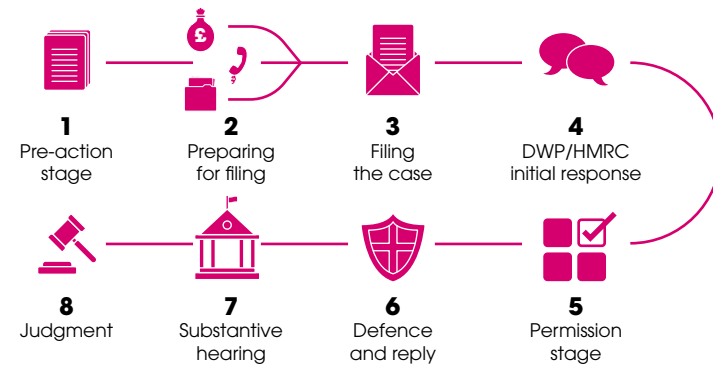 £
1
Pre-action
stage
2
Preparing
for filing
3
Filing
the case
4
DWP/HMRC
initial response
5
Permission
stage
6
Defence
and reply
7
Substantive
hearing
8
Judgment